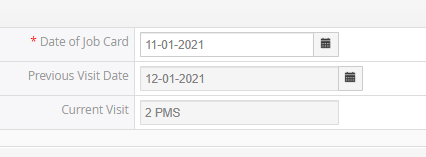 * Date of Job Card 11-01-2021
Previous Visit Date 12-01-2021
Current Visit 2 PMS